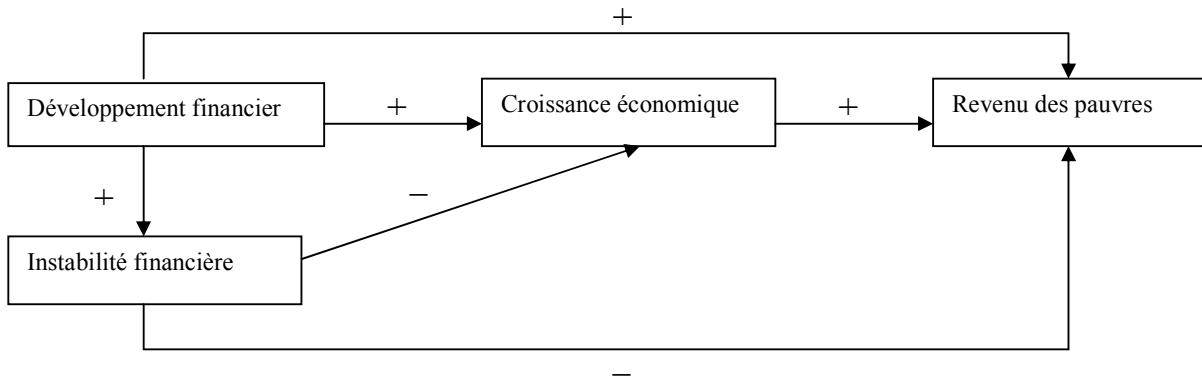 +
Développement financier
+
Croissance économique
+
Revenu des pauvres
+
−
Instabilité financière
−